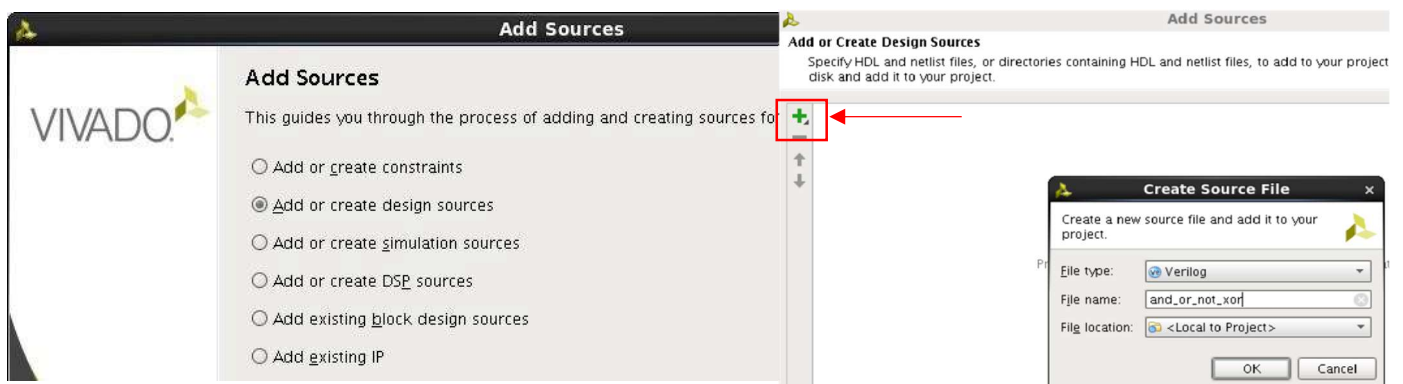 Add Sources
VIVADO.
Add Sources
This guides you through the process of adding and creating sources fo
Add or create constraints
Add or create design sources
Add or create simulation sources
Add or create DSP sources
Add existing block design sources
Add existing IP
Add Sources
Add or Create Design Sources
Specify HDL and netlist files, or directories containing HDL and netlist files, to add to your project
disk and add it to your project.
Create Source File
Create a new source file and add it to your
project.
File type:
Verilog
File name:
and_or_not_xor
File location:
<Local to Project>
OK
Cancel